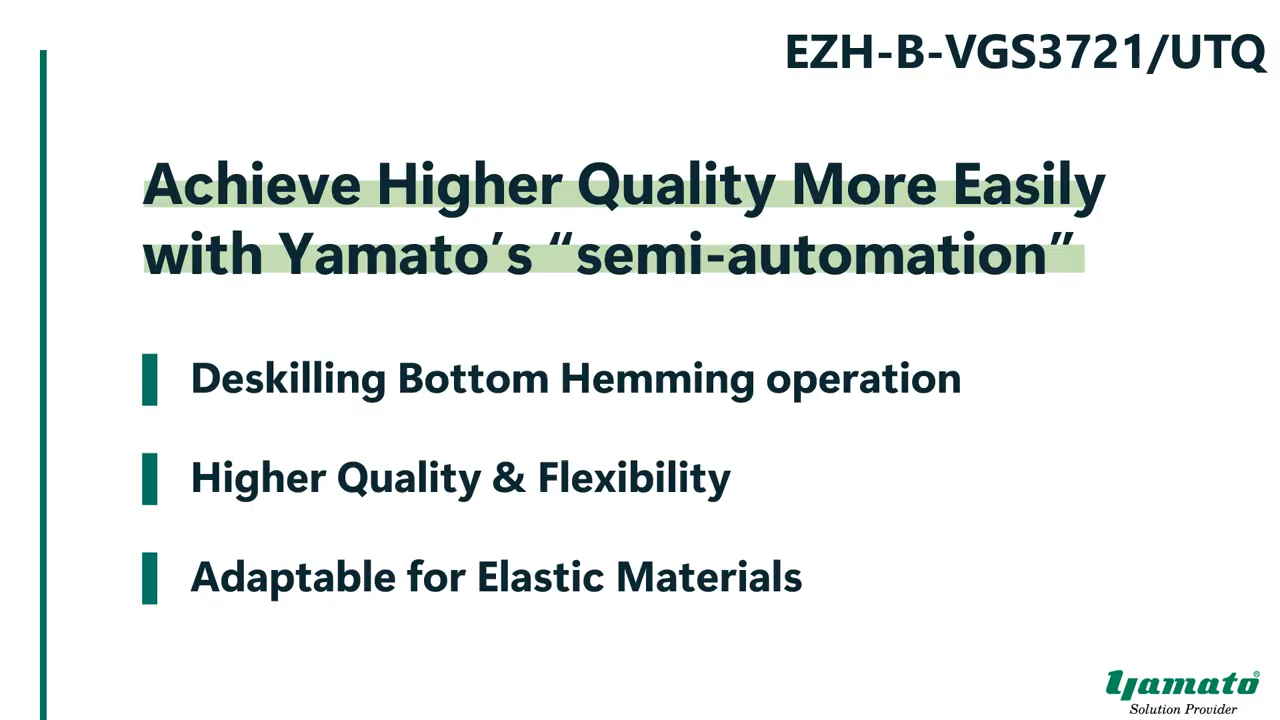 EZH-B-VGS3721/UTQ
Achieve Higher Quality More Easily
with Yamato’s “semi-automation”
Deskilling Bottom Hemming operation
Higher Quality & Flexibility
Adaptable for Elastic Materials
Yamato®
Solution Provider